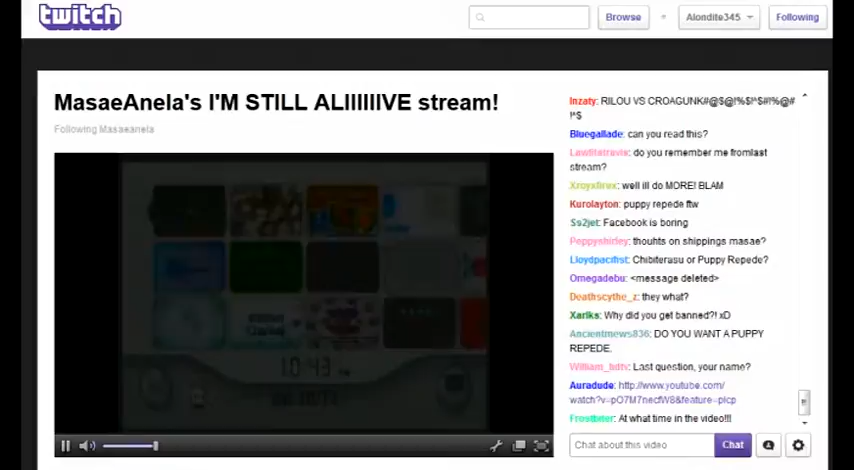 twitch
Browse
Alondite345
Following
MasaeAnela's I'M STILL ALIIIIIIVE stream!
Following Masaeanela
Inzaty: RILOU VS CROAGUNK#@$@!%$!^$#!%@#
!^$
Bluegallade: can you read this?
do you remember me fromlast
stream?
Xroyxfirex: well ill do MORE! BLAM
Kurolayton: puppy repede ftw
Ss2jet: Facebook is boring
Peppyshirley: thouhts on shippings masae?
Lloydpacifist: Chibiterasu or Puppy Repede?
Omegadebu: <message deleted>
Deathscythe_z: they what?
Xariks: Why did you get banned?! xD
Ancientmews836: DO YOU WANT A PUPPY
REPEDE.
William_bdtv: Last question, your name?
Auradude: http://www.youtube.com/
watch?v=pO7M7necfW8&feature=plcp
Frostbiter: At what time in the video!!!
10:43
Chat about this video
Chat